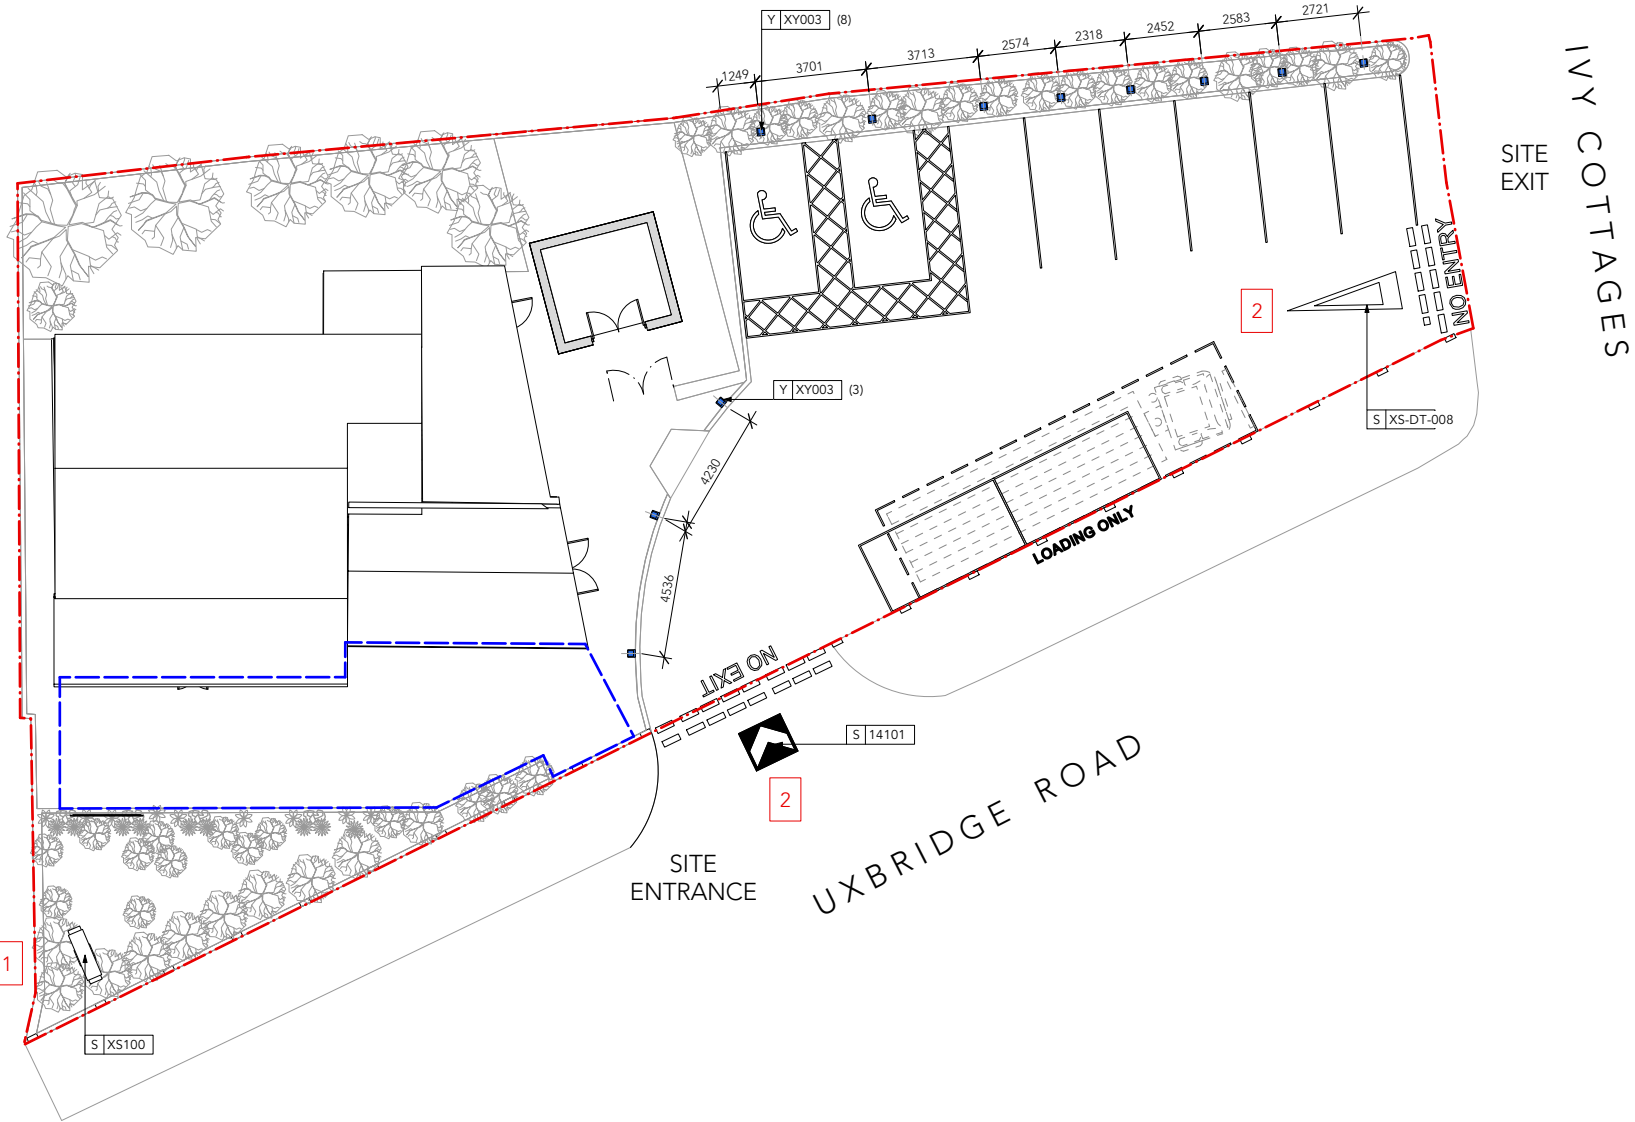 Y XY003 (8)
1249
3701
3713
2574
2318
2452
2583
2721
IVY COTTAGES
SITE
EXIT
NO ENTRY
2
S XS-DT-008
Y XY003 (3)
4230
4536
LOADING ONLY
NO EXIT
S 14101
2
SITE
ENTRANCE
UXBRIDGE ROAD
1
S XS100